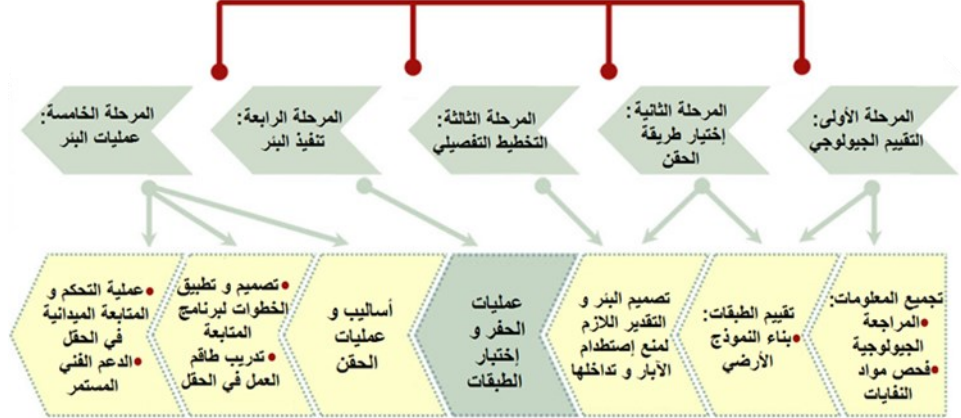 المرحلة الأولى:
التقييم الجيولوجي
المرحلة الثانية:
إختيار طريقة
الحقن
المرحلة الثالثة:
التخطيط التفصيلي
المرحلة الرابعة:
تنفيذ البئر
المرحلة الخامسة:
عمليات البئر
تجميع المعلومات:
•المراجعة
الجيولوجية
•فحص مواد
النفايات
تقييم الطبقات:
•بناء النموذج
الأرضي
تصميم البئر و
التقدير اللازم
لمنع إصتطدام
الآبار و تداخلها
عمليات
الحفر و
إختبار
الطبقات
أساليب و
عمليات
الحقن
•تصميم و تطبيق
الخطوات لبرنامج
المتابعة
•تدريب طاقم
العمل في الحقل
•عملية التحكم و
المتابعة الميدانية
في الحقل
•الدعم الفني
المستمر